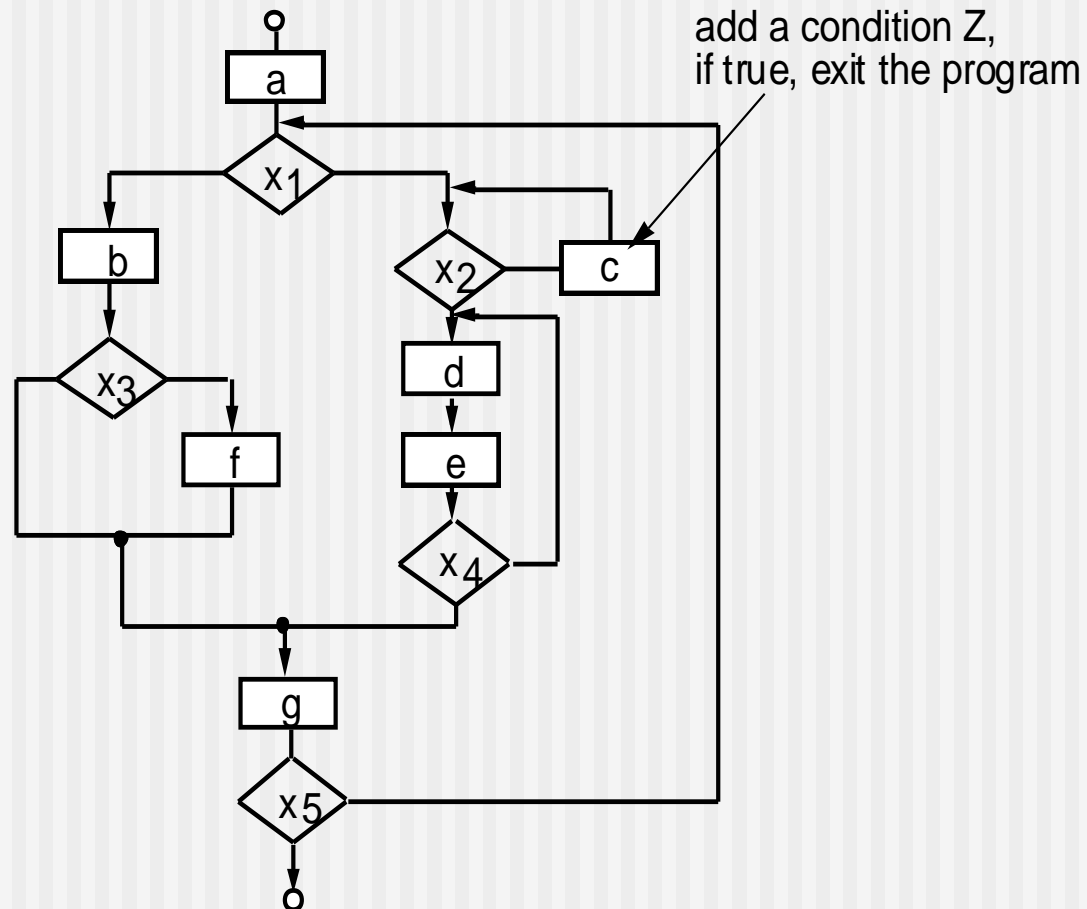 add a condition Z,
if true, exit the program
a
x1
b
x2
c
x3
d
f
e
x4
g
x5